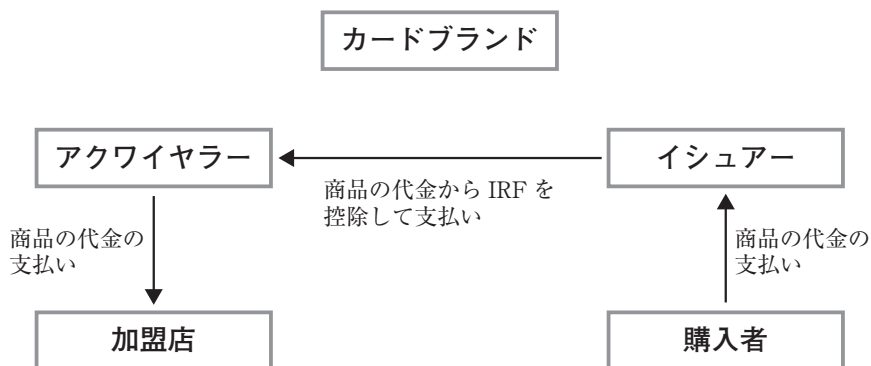 カードブランド
アクワイヤラー
イシュアー
商品の代金から IRF を
控除して支払い
商品の代金の
支払い
商品の代金の
支払い
加盟店
購入者